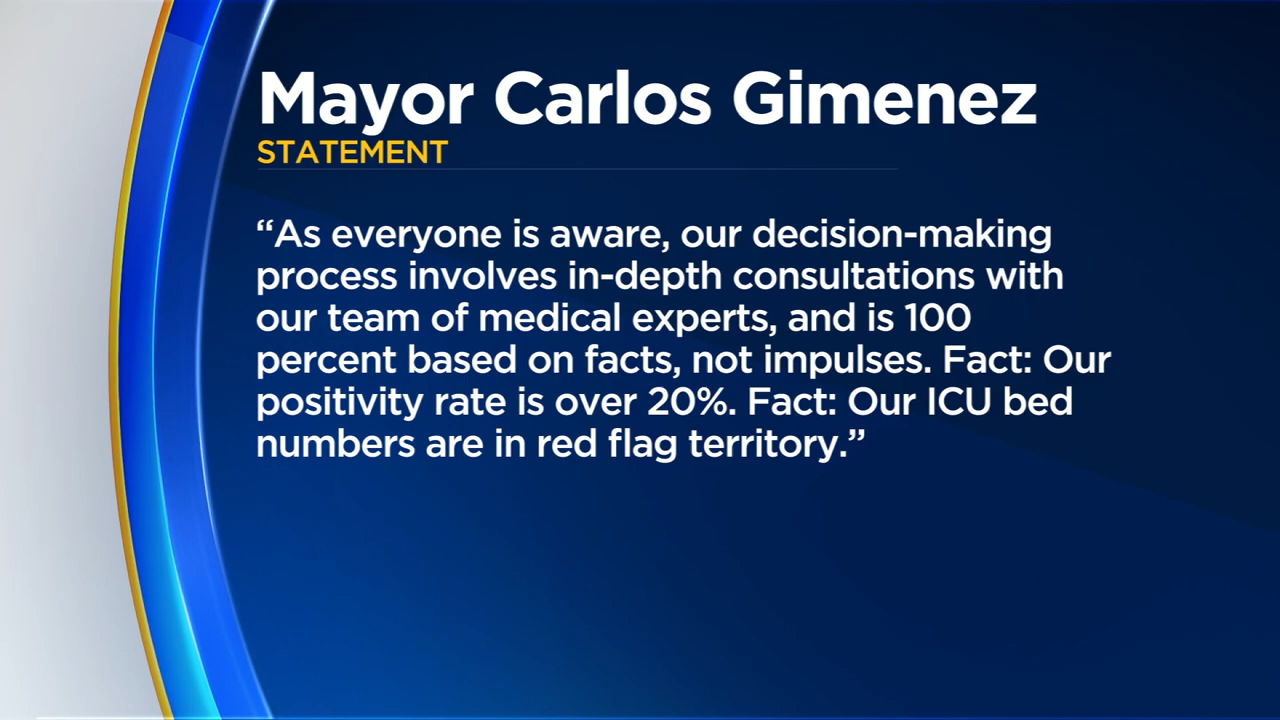 Mayor Carlos Gimenez
STATEMENT
“As everyone is aware, our decision-making
process involves in-depth consultations with
our team of medical experts, and is 100
percent based on facts, not impulses. Fact: Our
positivity rate is over 20%. Fact: Our ICU bed
numbers are in red flag territory.”